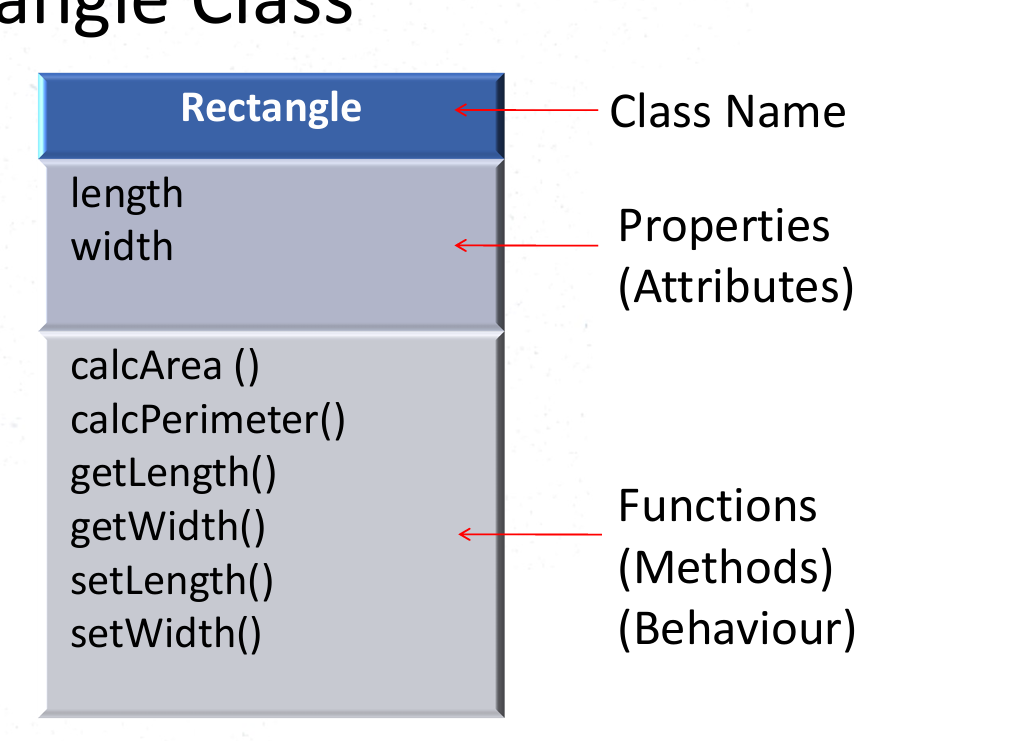 angle Class
Rectangle
Class Name
length
width
Properties
(Attributes)
calcArea ()
calcPerimeter()
getLength()
getWidth()
setLength()
setWidth()
Functions
(Methods)
(Behaviour)